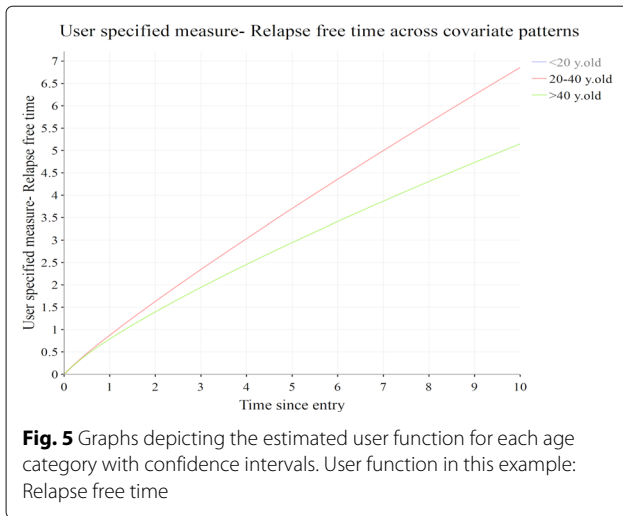 User specified measure- Relapse free time across covariate patterns
<20 y.old
20-40 y.old
>40 y.old
User specified measure- Relapse free time
7
6.5
6
5.5
5
4.5
4
3.5
3
2.5
2
1.5
1
0.5
0
0 1 2 3 4 5 6 7 8 9 10
Time since entry
Fig. 5 Graphs depicting the estimated user function for each age
category with confidence intervals. User function in this example:
Relapse free time